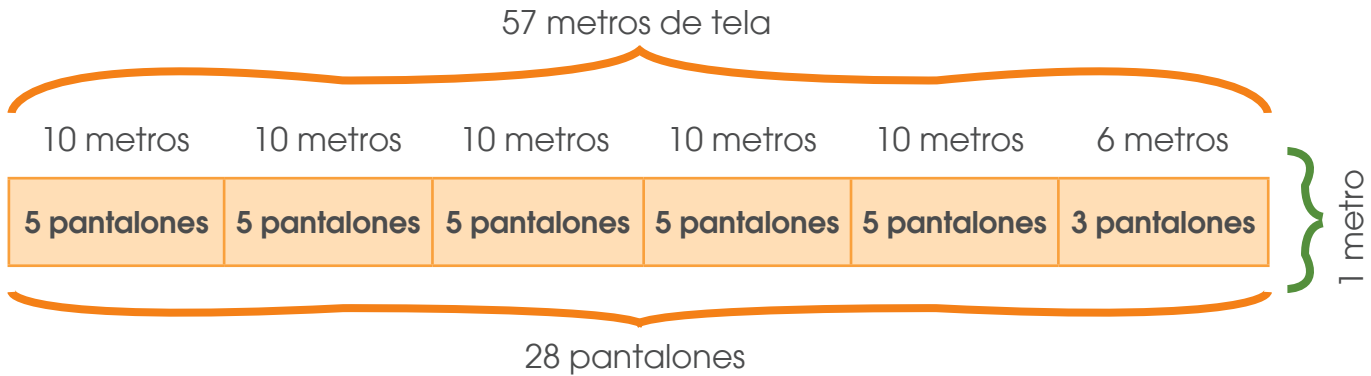 57 metros de tela
10 metros 10 metros 10 metros 10 metros 10 metros 6 metros
5 pantalones 5 pantalones 5 pantalones 5 pantalones 5 pantalones 3 pantalones
1 metro
28 pantalones